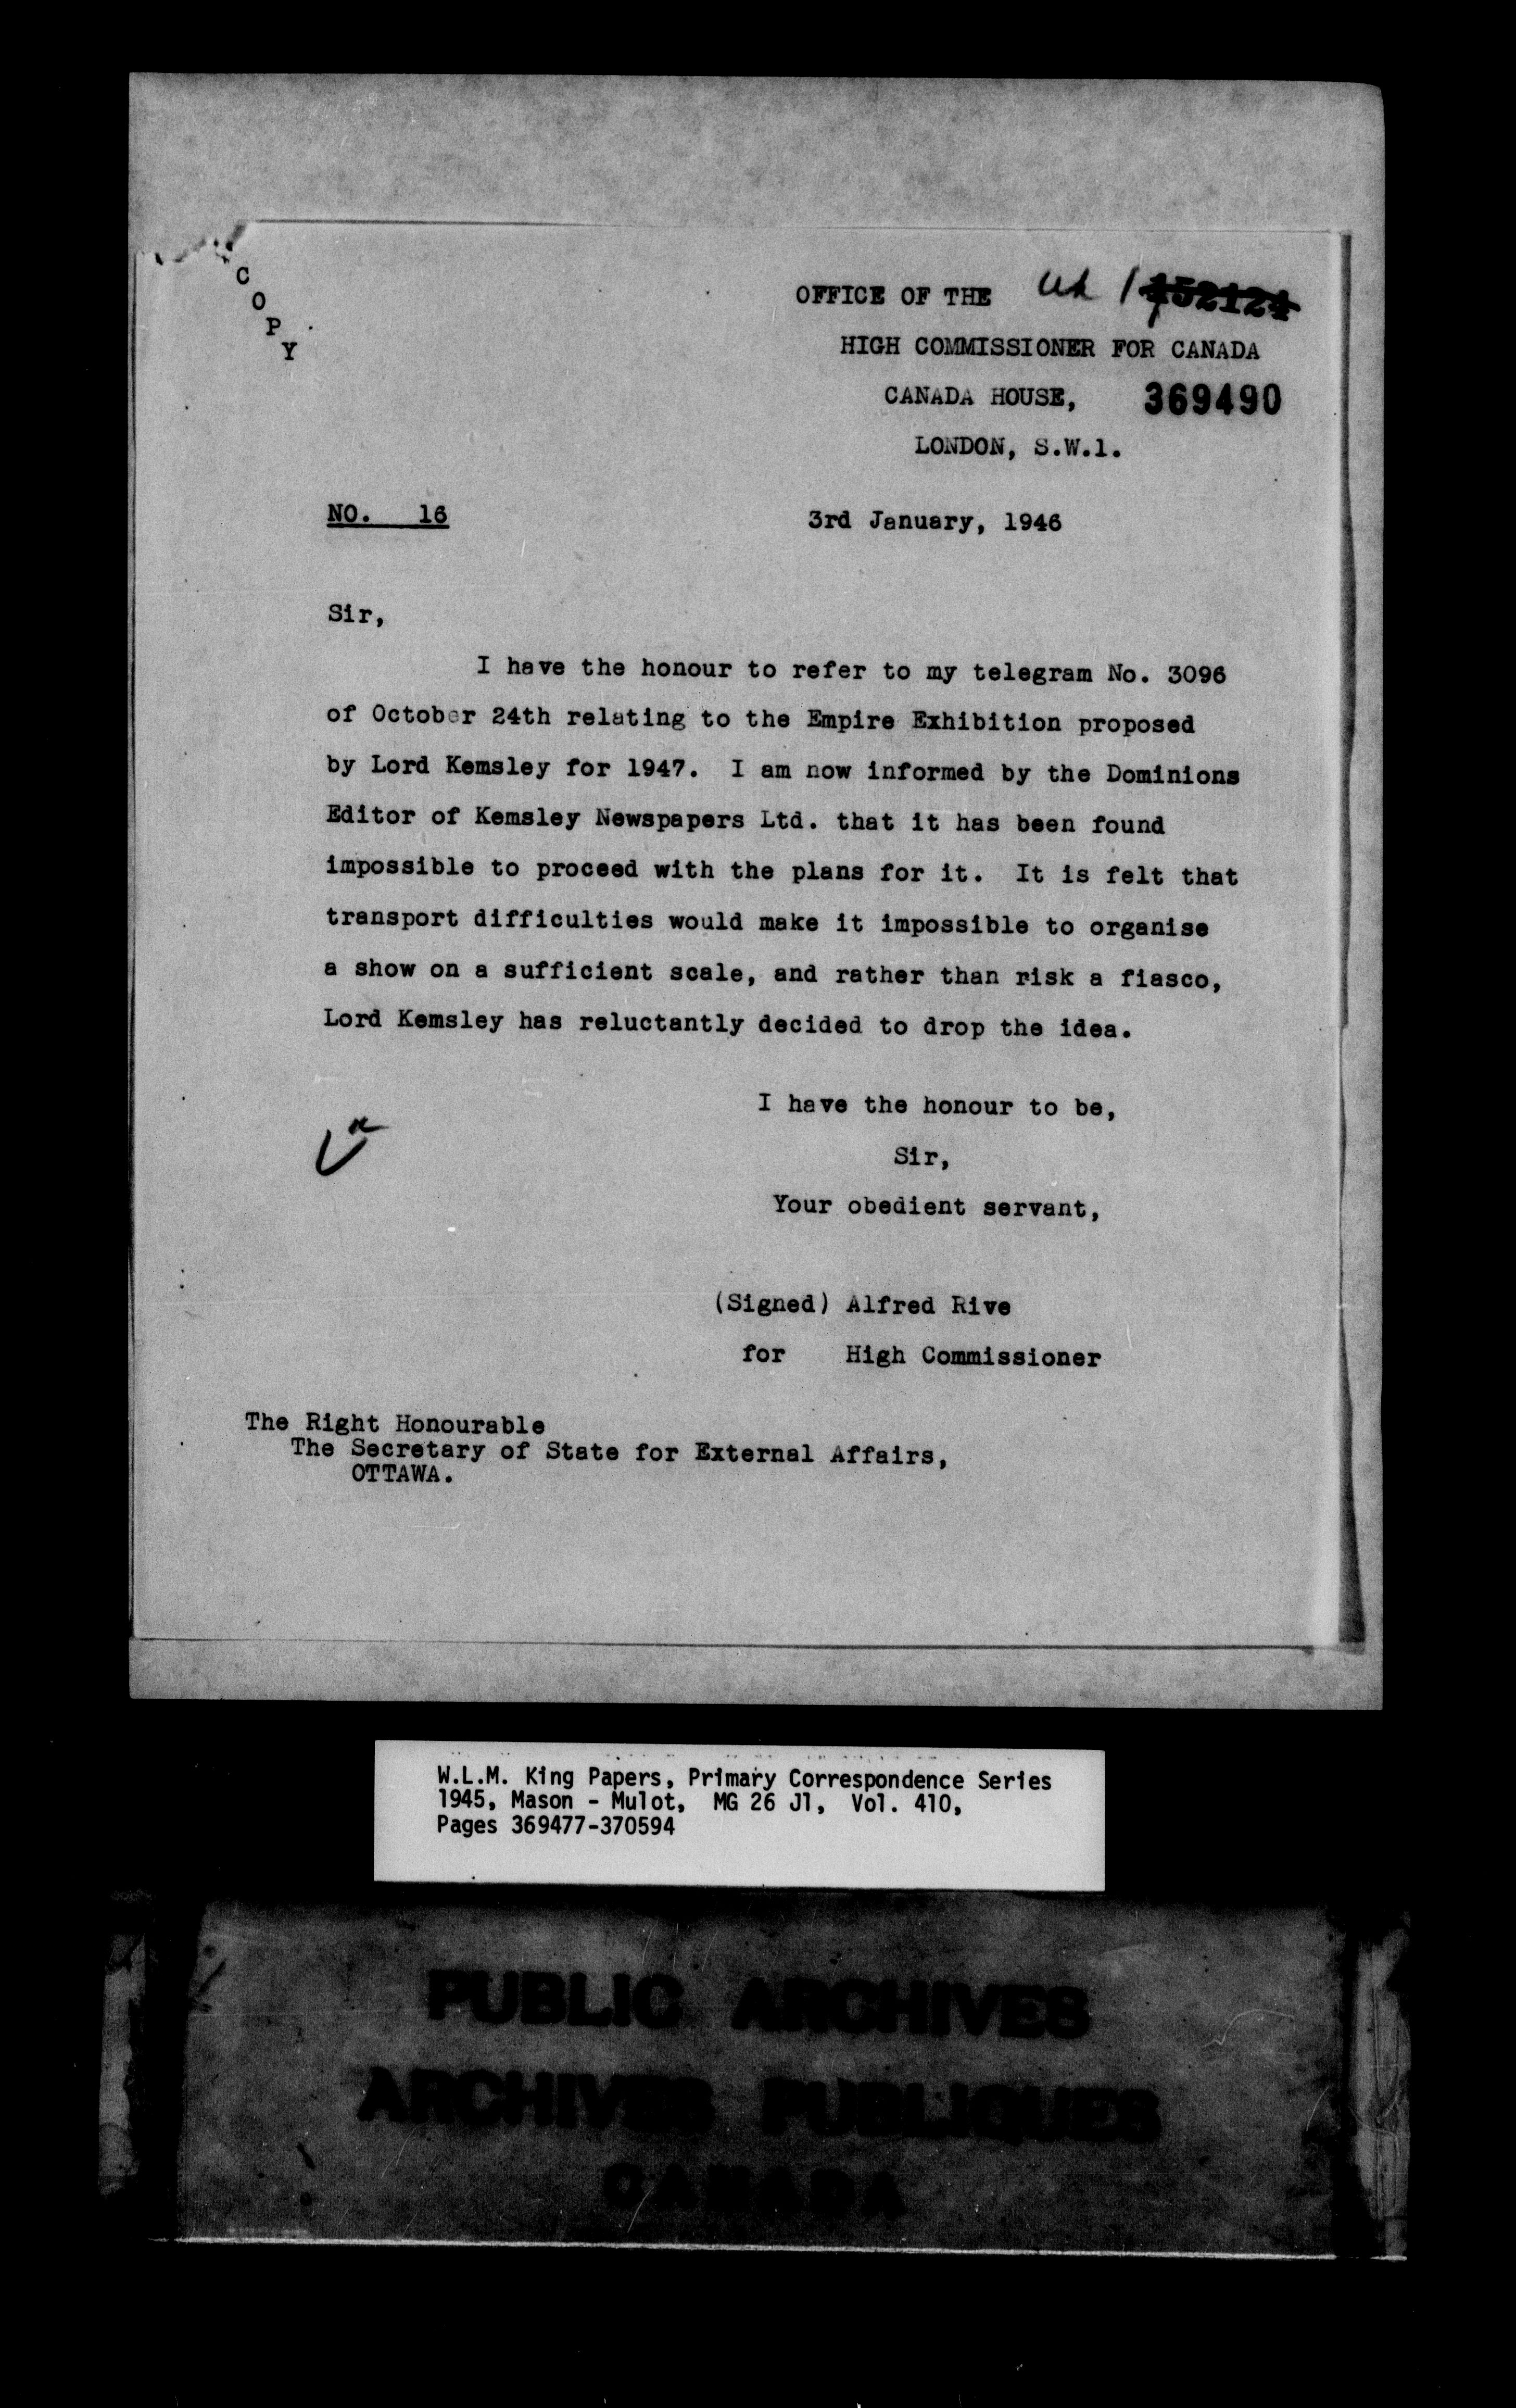 COPY
OFFICE OF THE
HIGH COMMISSIONER FOR CANADA
CANADA HOUSE, 369490
LONDON, S.W.1.
NO. 16 3rd January, 1946
Sir,
I have the honour to refer to my telegram No. 3096
of October 24th relating to the Empire Exhibition proposed
by Lord Kemsley for 1947. I am now informed by the Dominions
Editor of Kemsley Newspapers Ltd. that it has been found
impossible to proceed with the plans for it. It is felt that
transport difficulties would make it impossible to organise
a show on a sufficient scale, and rather than risk a fiasco,
Lord Kemsley has reluctantly decided to drop the idea.
I have the honour to be,
Sir,
Your obedient servant,
(Signed) Alfred Rive
for High Commissioner
The Right Honourable
The Secretary of State for External Affairs,
OTTAWA.
W.L.M. King Papers, Primary Correspondence Series
1945, Mason - Mulot, MG 26 J1, Vol. 410,
Pages 369477-370594
PUBLIC ARCHIVES
ARCHIVES PUBLIQUES
CANADA